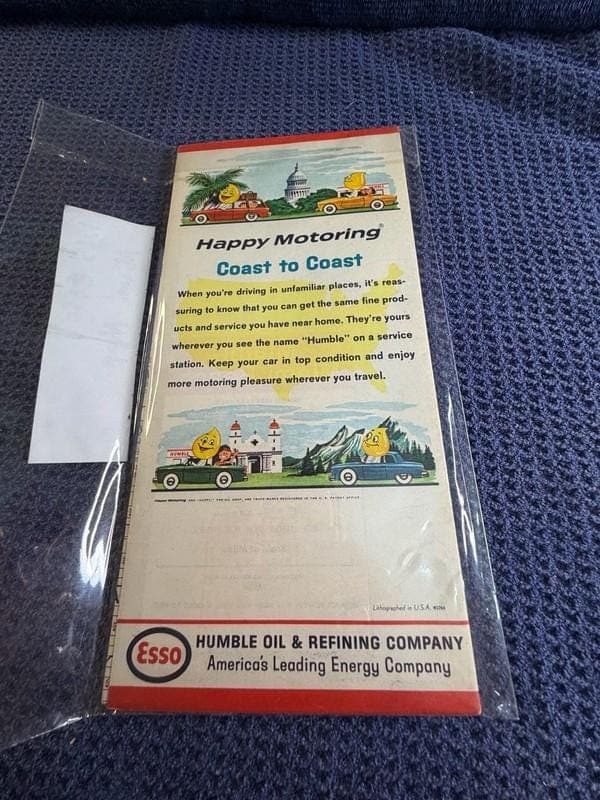 Happy Motoring®
Coast to Coast
When you're driving in unfamiliar places, it's reas-
suring to know that you can get the same fine prod-
ucts and service you have near home. They're yours
wherever you see the name "Humble" on a service
station. Keep your car in top condition and enjoy
more motoring pleasure wherever you travel.
HUMBLE
Lithographed in U.S.A.
Esso
HUMBLE OIL & REFINING COMPANY
America's Leading Energy Company